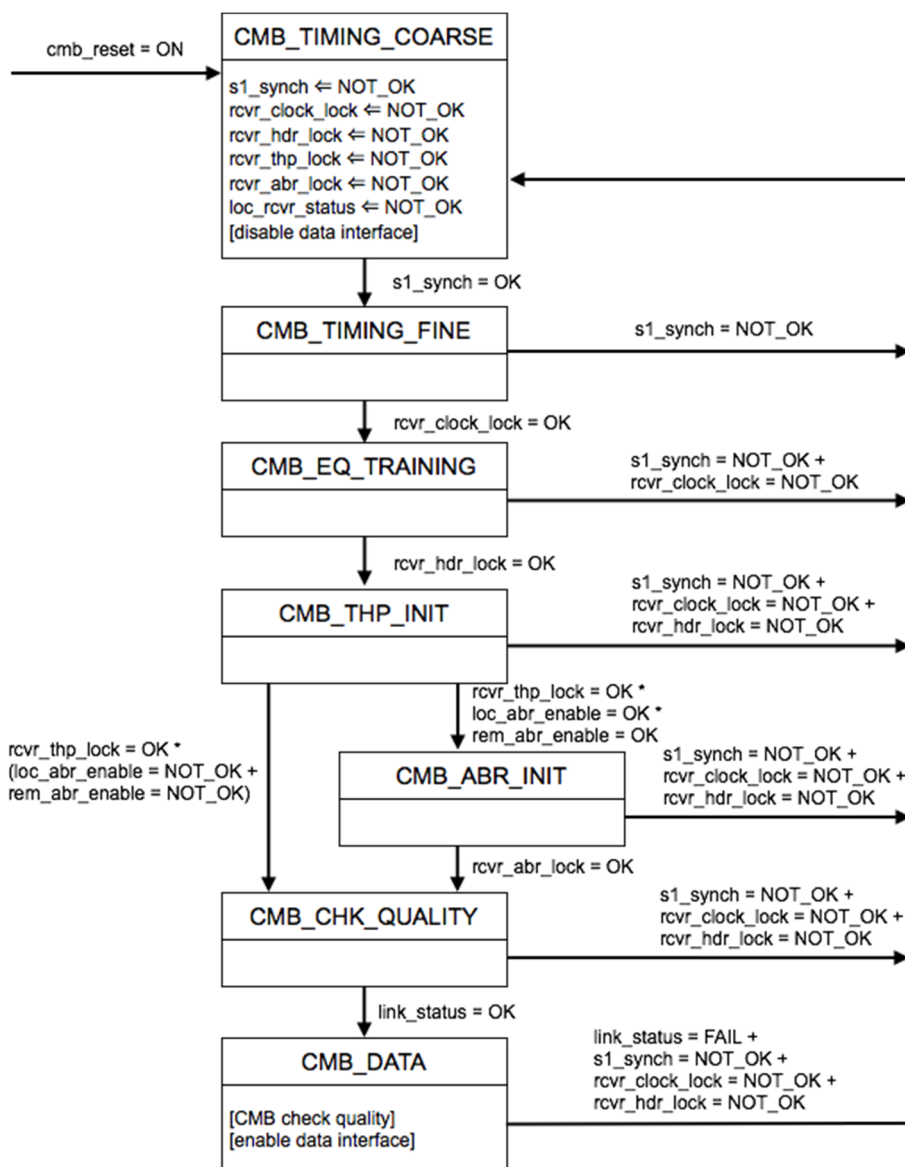 cmb_reset = ON
CMB_TIMING_COARSE
s1_synch ⇐ NOT_OK
rcvr_clock_lock ⇐ NOT_OK
rcvr_hdr_lock ⇐ NOT_OK
rcvr_thp_lock ⇐ NOT_OK
rcvr_abr_lock ⇐ NOT_OK
loc_rcvr_status ⇐ NOT_OK
[disable data interface]
s1_synch = OK
CMB_TIMING_FINE
s1_synch = NOT_OK
rcvr_clock_lock = OK
CMB_EQ_TRAINING
s1_synch = NOT_OK +
rcvr_clock_lock = NOT_OK
rcvr_hdr_lock = OK
CMB_THP_INIT
s1_synch = NOT_OK +
rcvr_clock_lock = NOT_OK +
rcvr_hdr_lock = NOT_OK
rcvr_thp_lock = OK *
(loc_abr_enable = NOT_OK +
rem_abr_enable = NOT_OK)
rcvr_thp_lock = OK *
loc_abr_enable = OK *
rem_abr_enable = OK
CMB_ABR_INIT
s1_synch = NOT_OK +
rcvr_clock_lock = NOT_OK +
rcvr_hdr_lock = NOT_OK
rcvr_abr_lock = OK
CMB_CHK_QUALITY
s1_synch = NOT_OK +
rcvr_clock_lock = NOT_OK +
rcvr_hdr_lock = NOT_OK
link_status = OK
CMB_DATA
[CMB check quality]
[enable data interface]
link_status = FAIL +
s1_synch = NOT_OK +
rcvr_clock_lock = NOT_OK +
rcvr_hdr_lock = NOT_OK